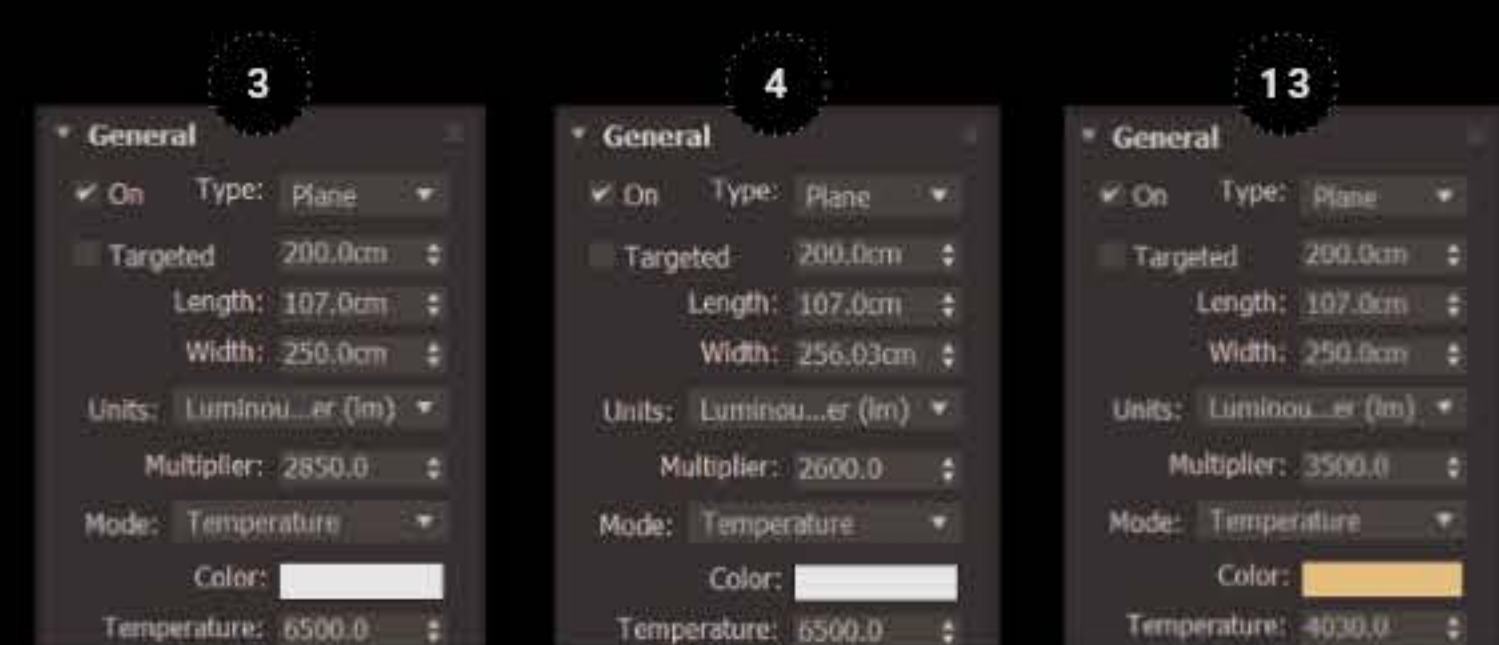 3
General
On Type: Plane
Targeted 200.0cm
Length: 107.0cm
Width: 250.0cm
Units: Luminou...er (lm)
Multiplier: 2850.0
Mode: Temperature
Color:
Temperature: 6500.0
4
General
On Type: Plane
Targeted 200.0cm
Length: 107.0cm
Width: 256.03cm
Units: Luminou...er (lm)
Multiplier: 2600.0
Mode: Temperature
Color:
Temperature: 6500.0
13
General
On Type: Plane
Targeted 200.0cm
Length: 107.0cm
Width: 250.0cm
Units: Luminou...er (lm)
Multiplier: 3500.0
Mode: Temperature
Color:
Temperature: 4030.0